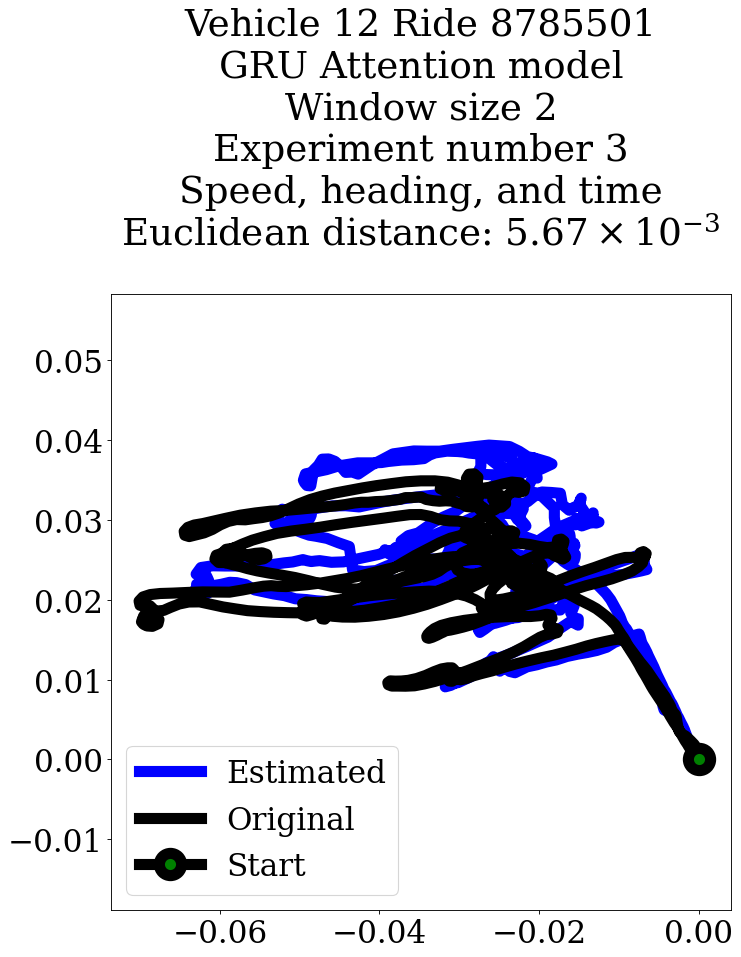 Vehicle 12 Ride 8785501
GRU Attention model
Window size 2
Experiment number 3
Speed, heading, and time
Euclidean distance: 5.67 × 10⁻³
0.05
0.04
0.03
0.02
0.01
0.00
−0.01
Estimated
Original
Start
−0.06 −0.04 −0.02 0.00